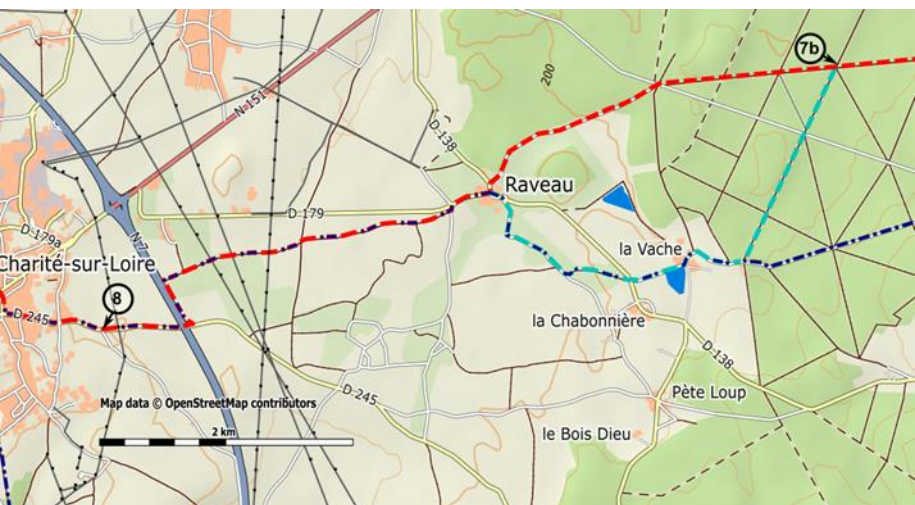 7b
200
N 151
D 138
Raveau
D 179
D 179a
N 7
la Vache
Charité-sur-Loire
8
D 245
la Chabonnière
D 138
D 245
Pète Loup
Map data © OpenStreetMap contributors
2 km
le Bois Dieu